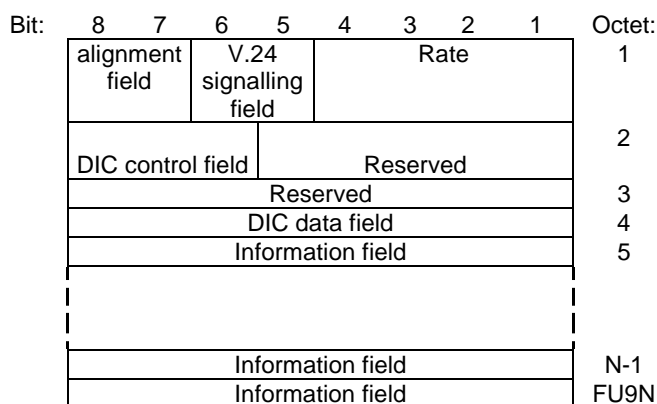 Bit: 8 7 6 5 4 3 2 1 Octet:
alignment V.24 Rate 1
field signalling
field
2
DIC control field Reserved
Reserved 3
DIC data field 4
Information field 5
Information field N-1
Information field FU9N